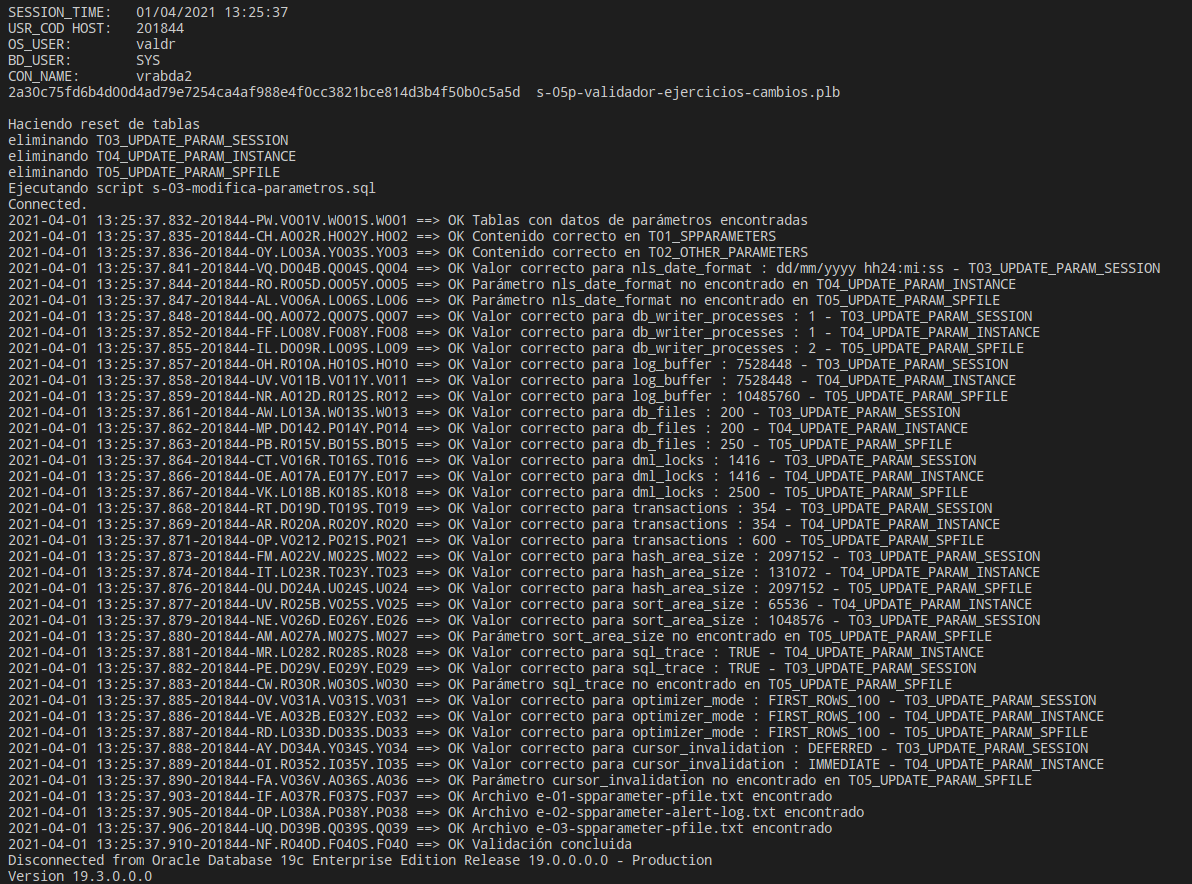 SESSION_TIME:   01/04/2021 13:25:37
USR_COD HOST:   201844
OS_USER:        valdr
BD_USER:        SYS
CON_NAME:       vrabda2
2a30c75fd6b4d00d4ad79e7254ca4af988e4f0cc3821bce814d3b4f50b0c5a5d  s-05p-validador-ejercicios-cambios.plb
Haciendo reset de tablas
eliminando T03_UPDATE_PARAM_SESSION
eliminando T04_UPDATE_PARAM_INSTANCE
eliminando T05_UPDATE_PARAM_SPFILE
Ejecutando script s-03-modifica-parametros.sql
Connected.
2021-04-01 13:25:37.832-201844-PW.V001V.W001S.W001 ==> OK Tablas con datos de parámetros encontradas
2021-04-01 13:25:37.835-201844-CH.A002R.H002Y.H002 ==> OK Contenido correcto en T01_SPPARAMETERS
2021-04-01 13:25:37.836-201844-0Y.L003A.Y003S.Y003 ==> OK Contenido correcto en T02_OTHER_PARAMETERS
2021-04-01 13:25:37.841-201844-VQ.D004B.Q004S.Q004 ==> OK Valor correcto para nls_date_format : dd/mm/yyyy hh24:mi:ss - T03_UPDATE_PARAM_SESSION
2021-04-01 13:25:37.844-201844-RO.R005D.O005Y.O005 ==> OK Parámetro nls_date_format no encontrado en T04_UPDATE_PARAM_INSTANCE
2021-04-01 13:25:37.847-201844-AL.V006A.L006S.L006 ==> OK Parámetro nls_date_format no encontrado en T05_UPDATE_PARAM_SPFILE
2021-04-01 13:25:37.848-201844-0Q.A0072.Q007S.Q007 ==> OK Valor correcto para db_writer_processes : 1 - T03_UPDATE_PARAM_SESSION
2021-04-01 13:25:37.852-201844-FF.L008V.F008Y.F008 ==> OK Valor correcto para db_writer_processes : 1 - T04_UPDATE_PARAM_INSTANCE
2021-04-01 13:25:37.855-201844-IL.D009R.L009S.L009 ==> OK Valor correcto para db_writer_processes : 2 - T05_UPDATE_PARAM_SPFILE
2021-04-01 13:25:37.857-201844-0H.R010A.H010S.H010 ==> OK Valor correcto para log_buffer : 7528448 - T03_UPDATE_PARAM_SESSION
2021-04-01 13:25:37.858-201844-UV.V011B.V011Y.V011 ==> OK Valor correcto para log_buffer : 7528448 - T04_UPDATE_PARAM_INSTANCE
2021-04-01 13:25:37.859-201844-NR.A012D.R012S.R012 ==> OK Valor correcto para log_buffer : 10485760 - T05_UPDATE_PARAM_SPFILE
2021-04-01 13:25:37.861-201844-AW.L013A.W013S.W013 ==> OK Valor correcto para db_files : 200 - T03_UPDATE_PARAM_SESSION
2021-04-01 13:25:37.862-201844-MP.D0142.P014Y.P014 ==> OK Valor correcto para db_files : 200 - T04_UPDATE_PARAM_INSTANCE
2021-04-01 13:25:37.863-201844-PB.R015V.B015S.B015 ==> OK Valor correcto para db_files : 250 - T05_UPDATE_PARAM_SPFILE
2021-04-01 13:25:37.864-201844-CT.V016R.T016S.T016 ==> OK Valor correcto para dml_locks : 1416 - T03_UPDATE_PARAM_SESSION
2021-04-01 13:25:37.866-201844-0E.A017A.E017Y.E017 ==> OK Valor correcto para dml_locks : 1416 - T04_UPDATE_PARAM_INSTANCE
2021-04-01 13:25:37.867-201844-VK.L018B.K018S.K018 ==> OK Valor correcto para dml_locks : 2500 - T05_UPDATE_PARAM_SPFILE
2021-04-01 13:25:37.868-201844-RT.D019D.T019S.T019 ==> OK Valor correcto para transactions : 354 - T03_UPDATE_PARAM_SESSION
2021-04-01 13:25:37.869-201844-AR.R020A.R020Y.R020 ==> OK Valor correcto para transactions : 354 - T04_UPDATE_PARAM_INSTANCE
2021-04-01 13:25:37.871-201844-0P.V0212.P021S.P021 ==> OK Valor correcto para transactions : 600 - T05_UPDATE_PARAM_SPFILE
2021-04-01 13:25:37.873-201844-FM.A022V.M022S.M022 ==> OK Valor correcto para hash_area_size : 2097152 - T03_UPDATE_PARAM_SESSION
2021-04-01 13:25:37.874-201844-IT.L023R.T023Y.T023 ==> OK Valor correcto para hash_area_size : 131072 - T04_UPDATE_PARAM_INSTANCE
2021-04-01 13:25:37.876-201844-0U.D024A.U024S.U024 ==> OK Valor correcto para hash_area_size : 2097152 - T05_UPDATE_PARAM_SPFILE
2021-04-01 13:25:37.877-201844-UV.R025B.V025S.V025 ==> OK Valor correcto para sort_area_size : 65536 - T04_UPDATE_PARAM_INSTANCE
2021-04-01 13:25:37.879-201844-NE.V026D.E026Y.E026 ==> OK Valor correcto para sort_area_size : 1048576 - T03_UPDATE_PARAM_SESSION
2021-04-01 13:25:37.880-201844-AM.A027A.M027S.M027 ==> OK Parámetro sort_area_size no encontrado en T05_UPDATE_PARAM_SPFILE
2021-04-01 13:25:37.881-201844-MR.L0282.R028S.R028 ==> OK Valor correcto para sql_trace : TRUE - T04_UPDATE_PARAM_INSTANCE
2021-04-01 13:25:37.882-201844-PE.D029V.E029Y.E029 ==> OK Valor correcto para sql_trace : TRUE - T03_UPDATE_PARAM_SESSION
2021-04-01 13:25:37.883-201844-CW.R030R.W030S.W030 ==> OK Parámetro sql_trace no encontrado en T05_UPDATE_PARAM_SPFILE
2021-04-01 13:25:37.885-201844-0V.V031A.V031S.V031 ==> OK Valor correcto para optimizer_mode : FIRST_ROWS_100 - T03_UPDATE_PARAM_SESSION
2021-04-01 13:25:37.886-201844-VE.A032B.E032Y.E032 ==> OK Valor correcto para optimizer_mode : FIRST_ROWS_100 - T04_UPDATE_PARAM_INSTANCE
2021-04-01 13:25:37.887-201844-RD.L033D.D033S.D033 ==> OK Valor correcto para optimizer_mode : FIRST_ROWS_100 - T05_UPDATE_PARAM_SPFILE
2021-04-01 13:25:37.888-201844-AY.D034A.Y034S.Y034 ==> OK Valor correcto para cursor_invalidation : DEFERRED - T03_UPDATE_PARAM_SESSION
2021-04-01 13:25:37.889-201844-0I.R0352.I035Y.I035 ==> OK Valor correcto para cursor_invalidation : IMMEDIATE - T04_UPDATE_PARAM_INSTANCE
2021-04-01 13:25:37.890-201844-FA.V036V.A036S.A036 ==> OK Parámetro cursor_invalidation no encontrado en T05_UPDATE_PARAM_SPFILE
2021-04-01 13:25:37.903-201844-IF.A037R.F037S.F037 ==> OK Archivo e-01-spparameter-pfile.txt encontrado
2021-04-01 13:25:37.905-201844-0P.L038A.P038Y.P038 ==> OK Archivo e-02-spparameter-alert-log.txt encontrado
2021-04-01 13:25:37.906-201844-UQ.D039B.Q039S.Q039 ==> OK Archivo e-03-spparameter-pfile.txt encontrado
2021-04-01 13:25:37.910-201844-NF.R040D.F040S.F040 ==> OK Validación concluida
Disconnected from Oracle Database 19c Enterprise Edition Release 19.0.0.0.0 - Production
Version 19.3.0.0.0